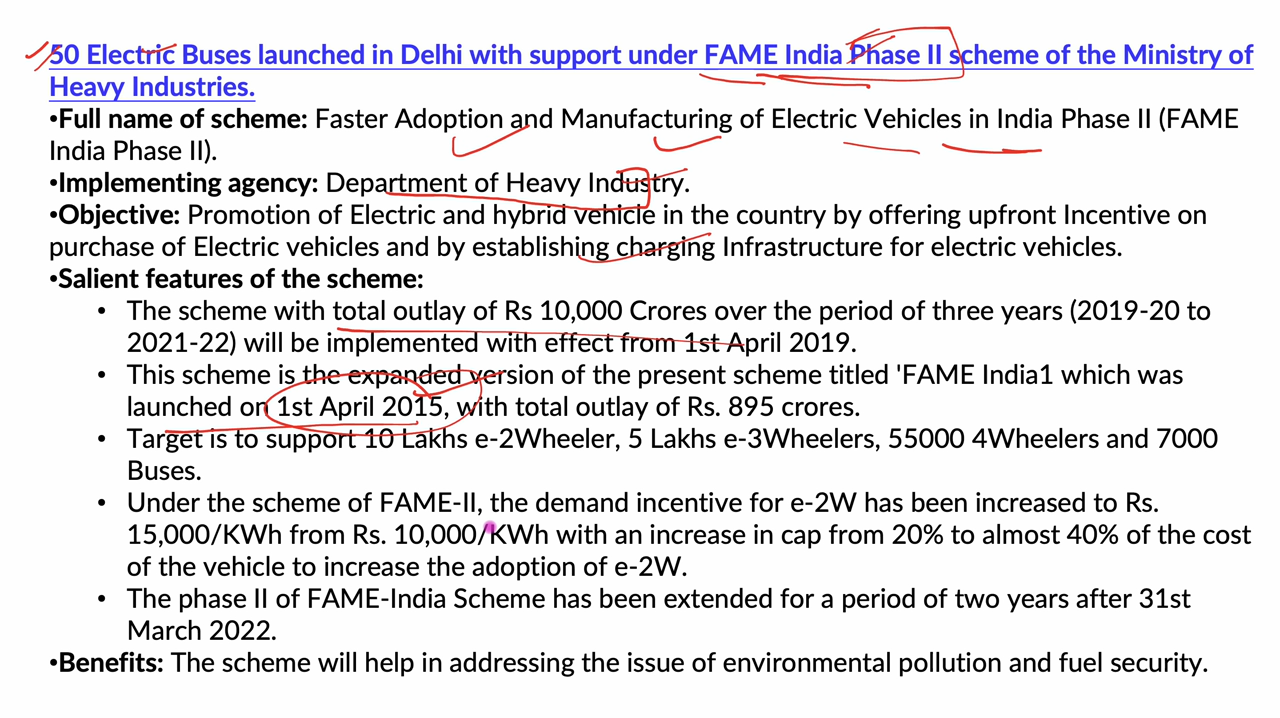 50 Electric Buses launched in Delhi with support under FAME India Phase II scheme of the Ministry of
Heavy Industries.
•Full name of scheme: Faster Adoption and Manufacturing of Electric Vehicles in India Phase II (FAME
India Phase II).
•Implementing agency: Department of Heavy Industry.
•Objective: Promotion of Electric and hybrid vehicle in the country by offering upfront Incentive on
purchase of Electric vehicles and by establishing charging Infrastructure for electric vehicles.
•Salient features of the scheme:
• The scheme with total outlay of Rs 10,000 Crores over the period of three years (2019-20 to
2021-22) will be implemented with effect from 1st April 2019.
• This scheme is the expanded version of the present scheme titled 'FAME India1 which was
launched on 1st April 2015, with total outlay of Rs. 895 crores.
• Target is to support 10 Lakhs e-2Wheeler, 5 Lakhs e-3Wheelers, 55000 4Wheelers and 7000
Buses.
• Under the scheme of FAME-II, the demand incentive for e-2W has been increased to Rs.
15,000/KWh from Rs. 10,000/KWh with an increase in cap from 20% to almost 40% of the cost
of the vehicle to increase the adoption of e-2W.
• The phase II of FAME-India Scheme has been extended for a period of two years after 31st
March 2022.
•Benefits: The scheme will help in addressing the issue of environmental pollution and fuel security.